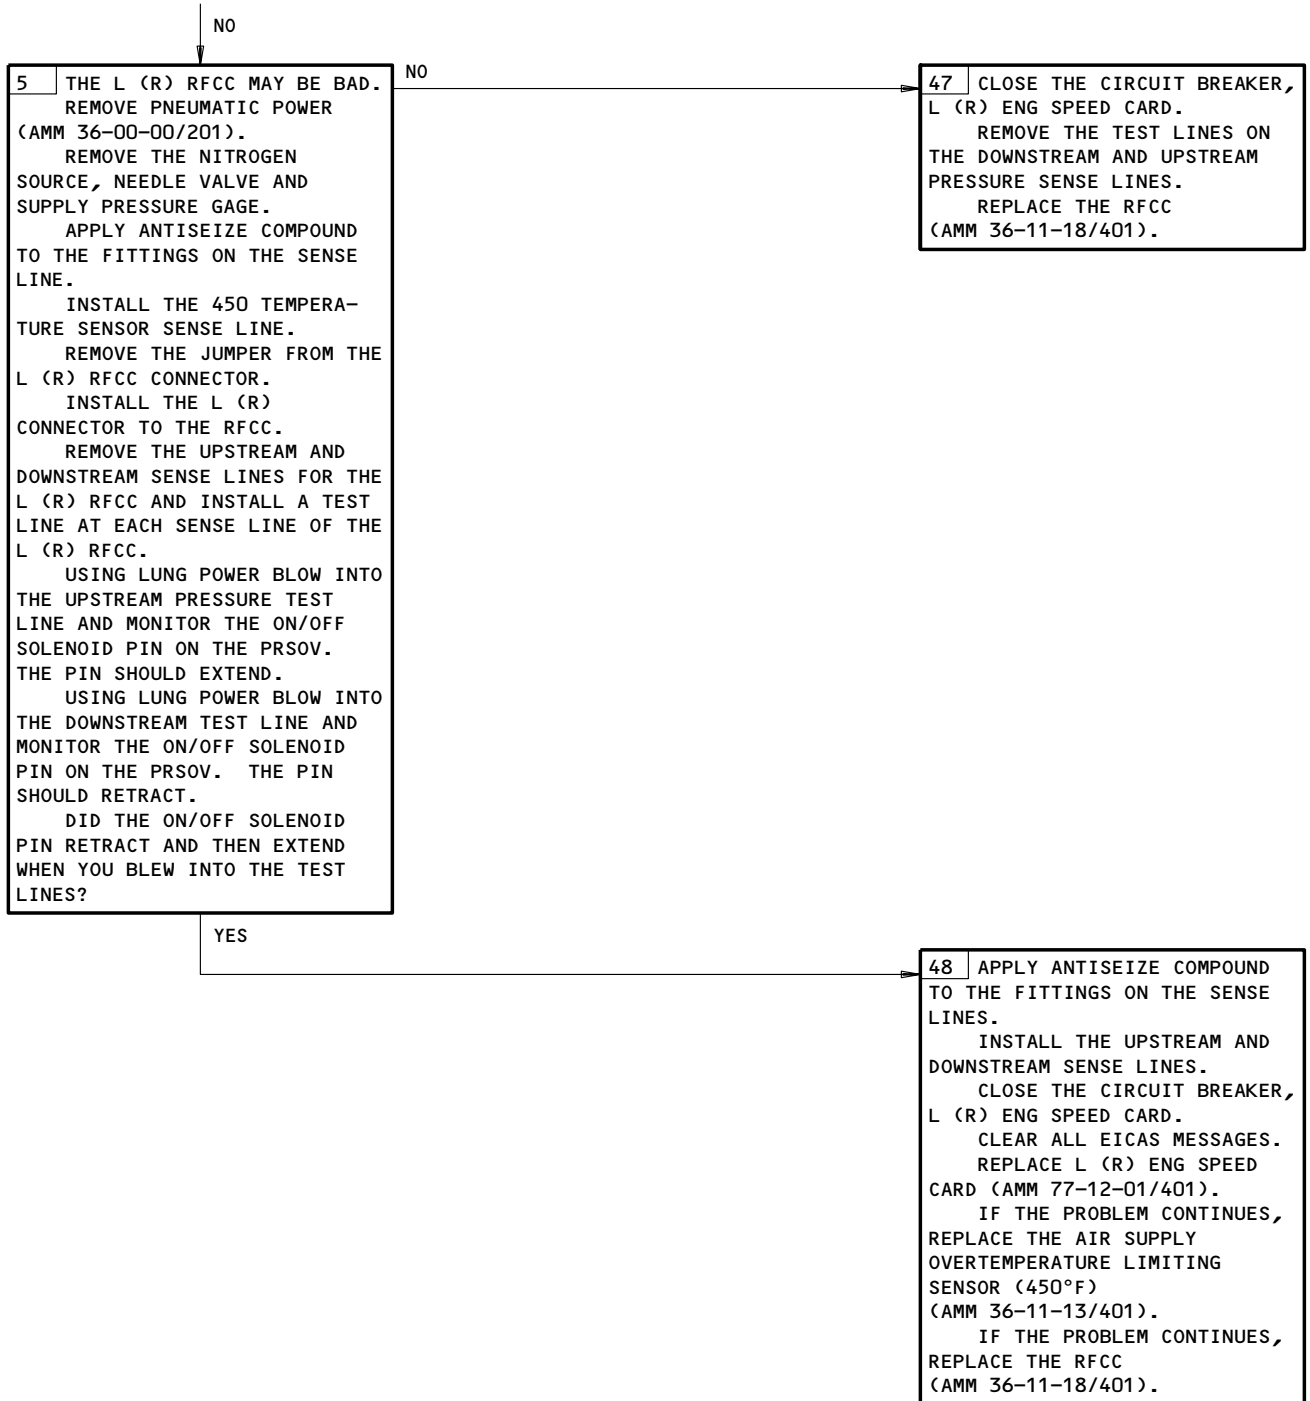 NO
5 THE L (R) RFCC MAY BE BAD.
REMOVE PNEUMATIC POWER
(AMM 36-00-00/201).
REMOVE THE NITROGEN
SOURCE, NEEDLE VALVE AND
SUPPLY PRESSURE GAGE.
APPLY ANTISEIZE COMPOUND
TO THE FITTINGS ON THE SENSE
LINE.
INSTALL THE 450 TEMPERA-
TURE SENSOR SENSE LINE.
REMOVE THE JUMPER FROM THE
L (R) RFCC CONNECTOR.
INSTALL THE L (R)
CONNECTOR TO THE RFCC.
REMOVE THE UPSTREAM AND
DOWNSTREAM SENSE LINES FOR THE
L (R) RFCC AND INSTALL A TEST
LINE AT EACH SENSE LINE OF THE
L (R) RFCC.
USING LUNG POWER BLOW INTO
THE UPSTREAM PRESSURE TEST
LINE AND MONITOR THE ON/OFF
SOLENOID PIN ON THE PRSOV.
THE PIN SHOULD EXTEND.
USING LUNG POWER BLOW INTO
THE DOWNSTREAM TEST LINE AND
MONITOR THE ON/OFF SOLENOID
PIN ON THE PRSOV. THE PIN
SHOULD RETRACT.
DID THE ON/OFF SOLENOID
PIN RETRACT AND THEN EXTEND
WHEN YOU BLEW INTO THE TEST
LINES?
NO
47 CLOSE THE CIRCUIT BREAKER,
L (R) ENG SPEED CARD.
REMOVE THE TEST LINES ON
THE DOWNSTREAM AND UPSTREAM
PRESSURE SENSE LINES.
REPLACE THE RFCC
(AMM 36-11-18/401).
YES
48 APPLY ANTISEIZE COMPOUND
TO THE FITTINGS ON THE SENSE
LINES.
INSTALL THE UPSTREAM AND
DOWNSTREAM SENSE LINES.
CLOSE THE CIRCUIT BREAKER,
L (R) ENG SPEED CARD.
CLEAR ALL EICAS MESSAGES.
REPLACE L (R) ENG SPEED
CARD (AMM 77-12-01/401).
IF THE PROBLEM CONTINUES,
REPLACE THE AIR SUPPLY
OVERTEMPERATURE LIMITING
SENSOR (450°F)
(AMM 36-11-13/401).
IF THE PROBLEM CONTINUES,
REPLACE THE RFCC
(AMM 36-11-18/401).